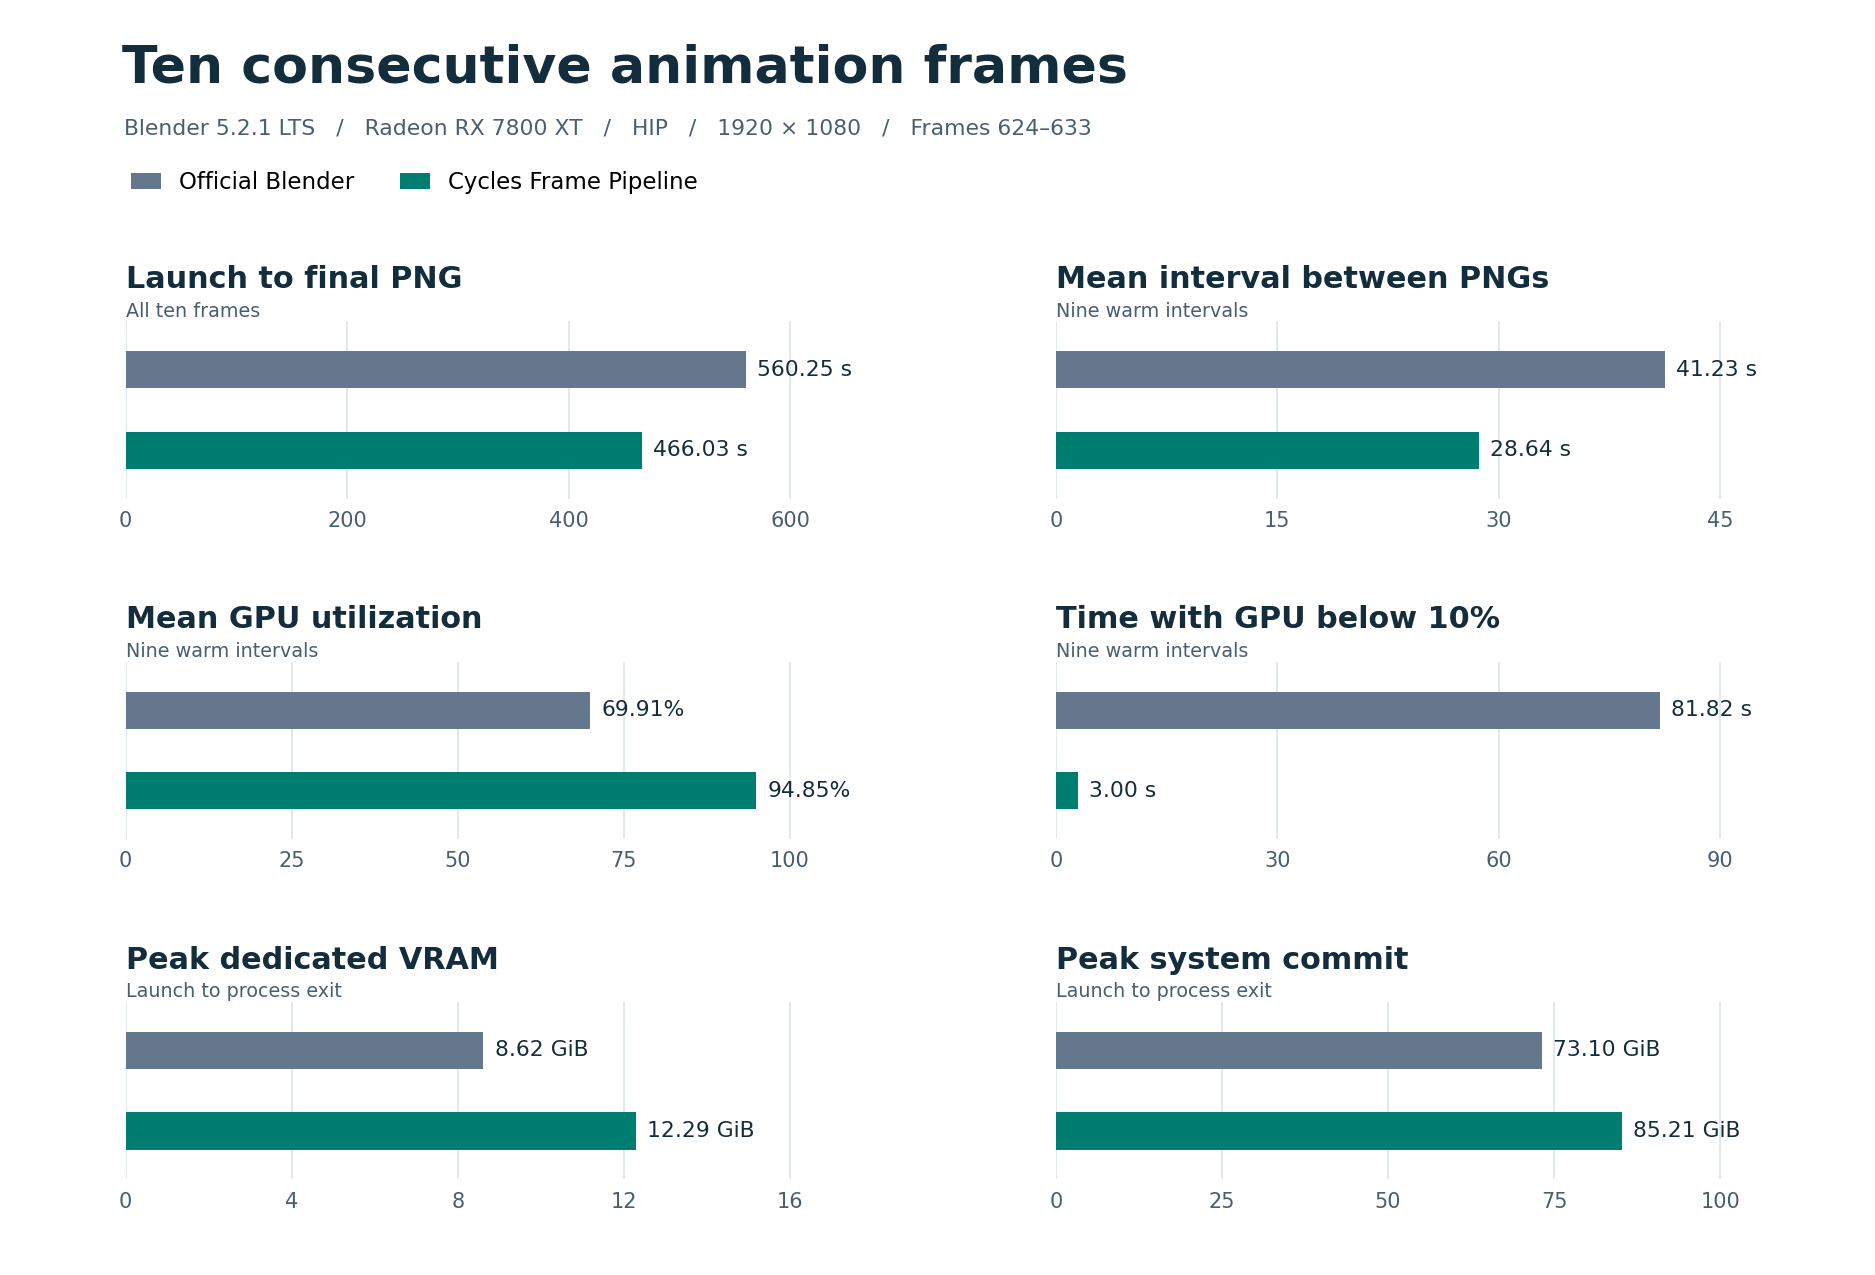 Ten consecutive animation frames
Blender 5.2.1 LTS / Radeon RX 7800 XT / HIP / 1920 × 1080 / Frames 624–633
Official Blender
Cycles Frame Pipeline
Launch to final PNG
All ten frames
560.25 s
466.03 s
0 200 400 600
Mean interval between PNGs
Nine warm intervals
41.23 s
28.64 s
0 15 30 45
Mean GPU utilization
Nine warm intervals
69.91%
94.85%
0 25 50 75 100
Time with GPU below 10%
Nine warm intervals
81.82 s
3.00 s
0 30 60 90
Peak dedicated VRAM
Launch to process exit
8.62 GiB
12.29 GiB
0 4 8 12 16
Peak system commit
Launch to process exit
73.10 GiB
85.21 GiB
0 25 50 75 100